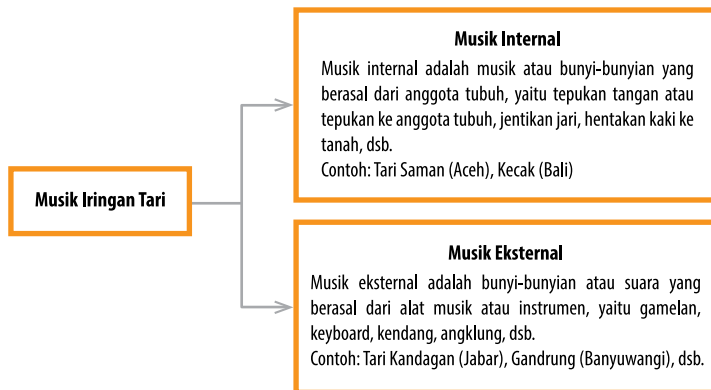 Musik Internal
Musik internal adalah musik atau bunyi-bunyian yang
berasal dari anggota tubuh, yaitu tepukan tangan atau
tepukan ke anggota tubuh, jentikan jari, hentakan kaki ke
tanah, dsb.
Contoh: Tari Saman (Aceh), Kecak (Bali)
Musik Iringan Tari
Musik Eksternal
Musik eksternal adalah bunyi-bunyian atau suara yang
berasal dari alat musik atau instrumen, yaitu gamelan,
keyboard, kendang, angklung, dsb.
Contoh: Tari Kandagan (Jabar), Gandrung (Banyuwangi), dsb.